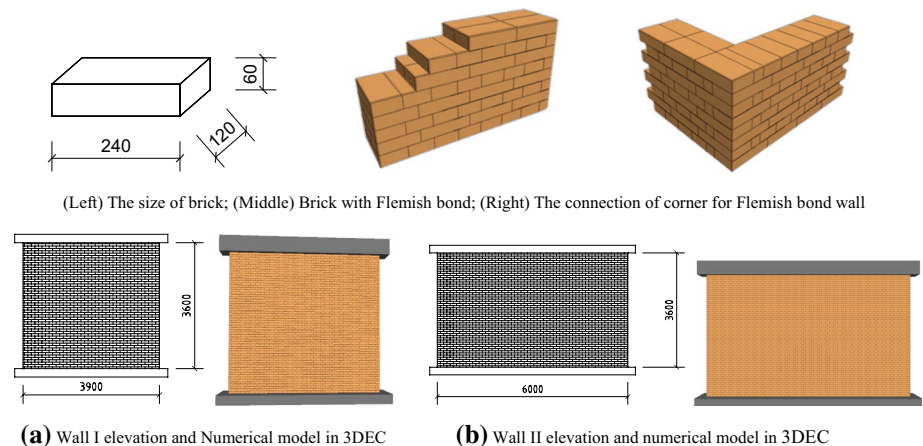 60
240
120
(Left) The size of brick; (Middle) Brick with Flemish bond; (Right) The connection of corner for Flemish bond wall
3600
3900
3600
6000
(a) Wall I elevation and Numerical model in 3DEC
(b) Wall II elevation and numerical model in 3DEC